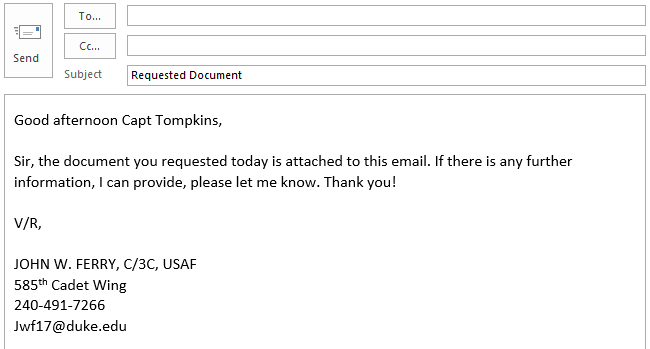 To...
Cc...
Send
Subject
Requested Document
Good afternoon Capt Tompkins,
Sir, the document you requested today is attached to this email. If there is any further
information, I can provide, please let me know. Thank you!
V/R,
JOHN W. FERRY, C/3C, USAF
585th Cadet Wing
240-491-7266
Jwf17@duke.edu